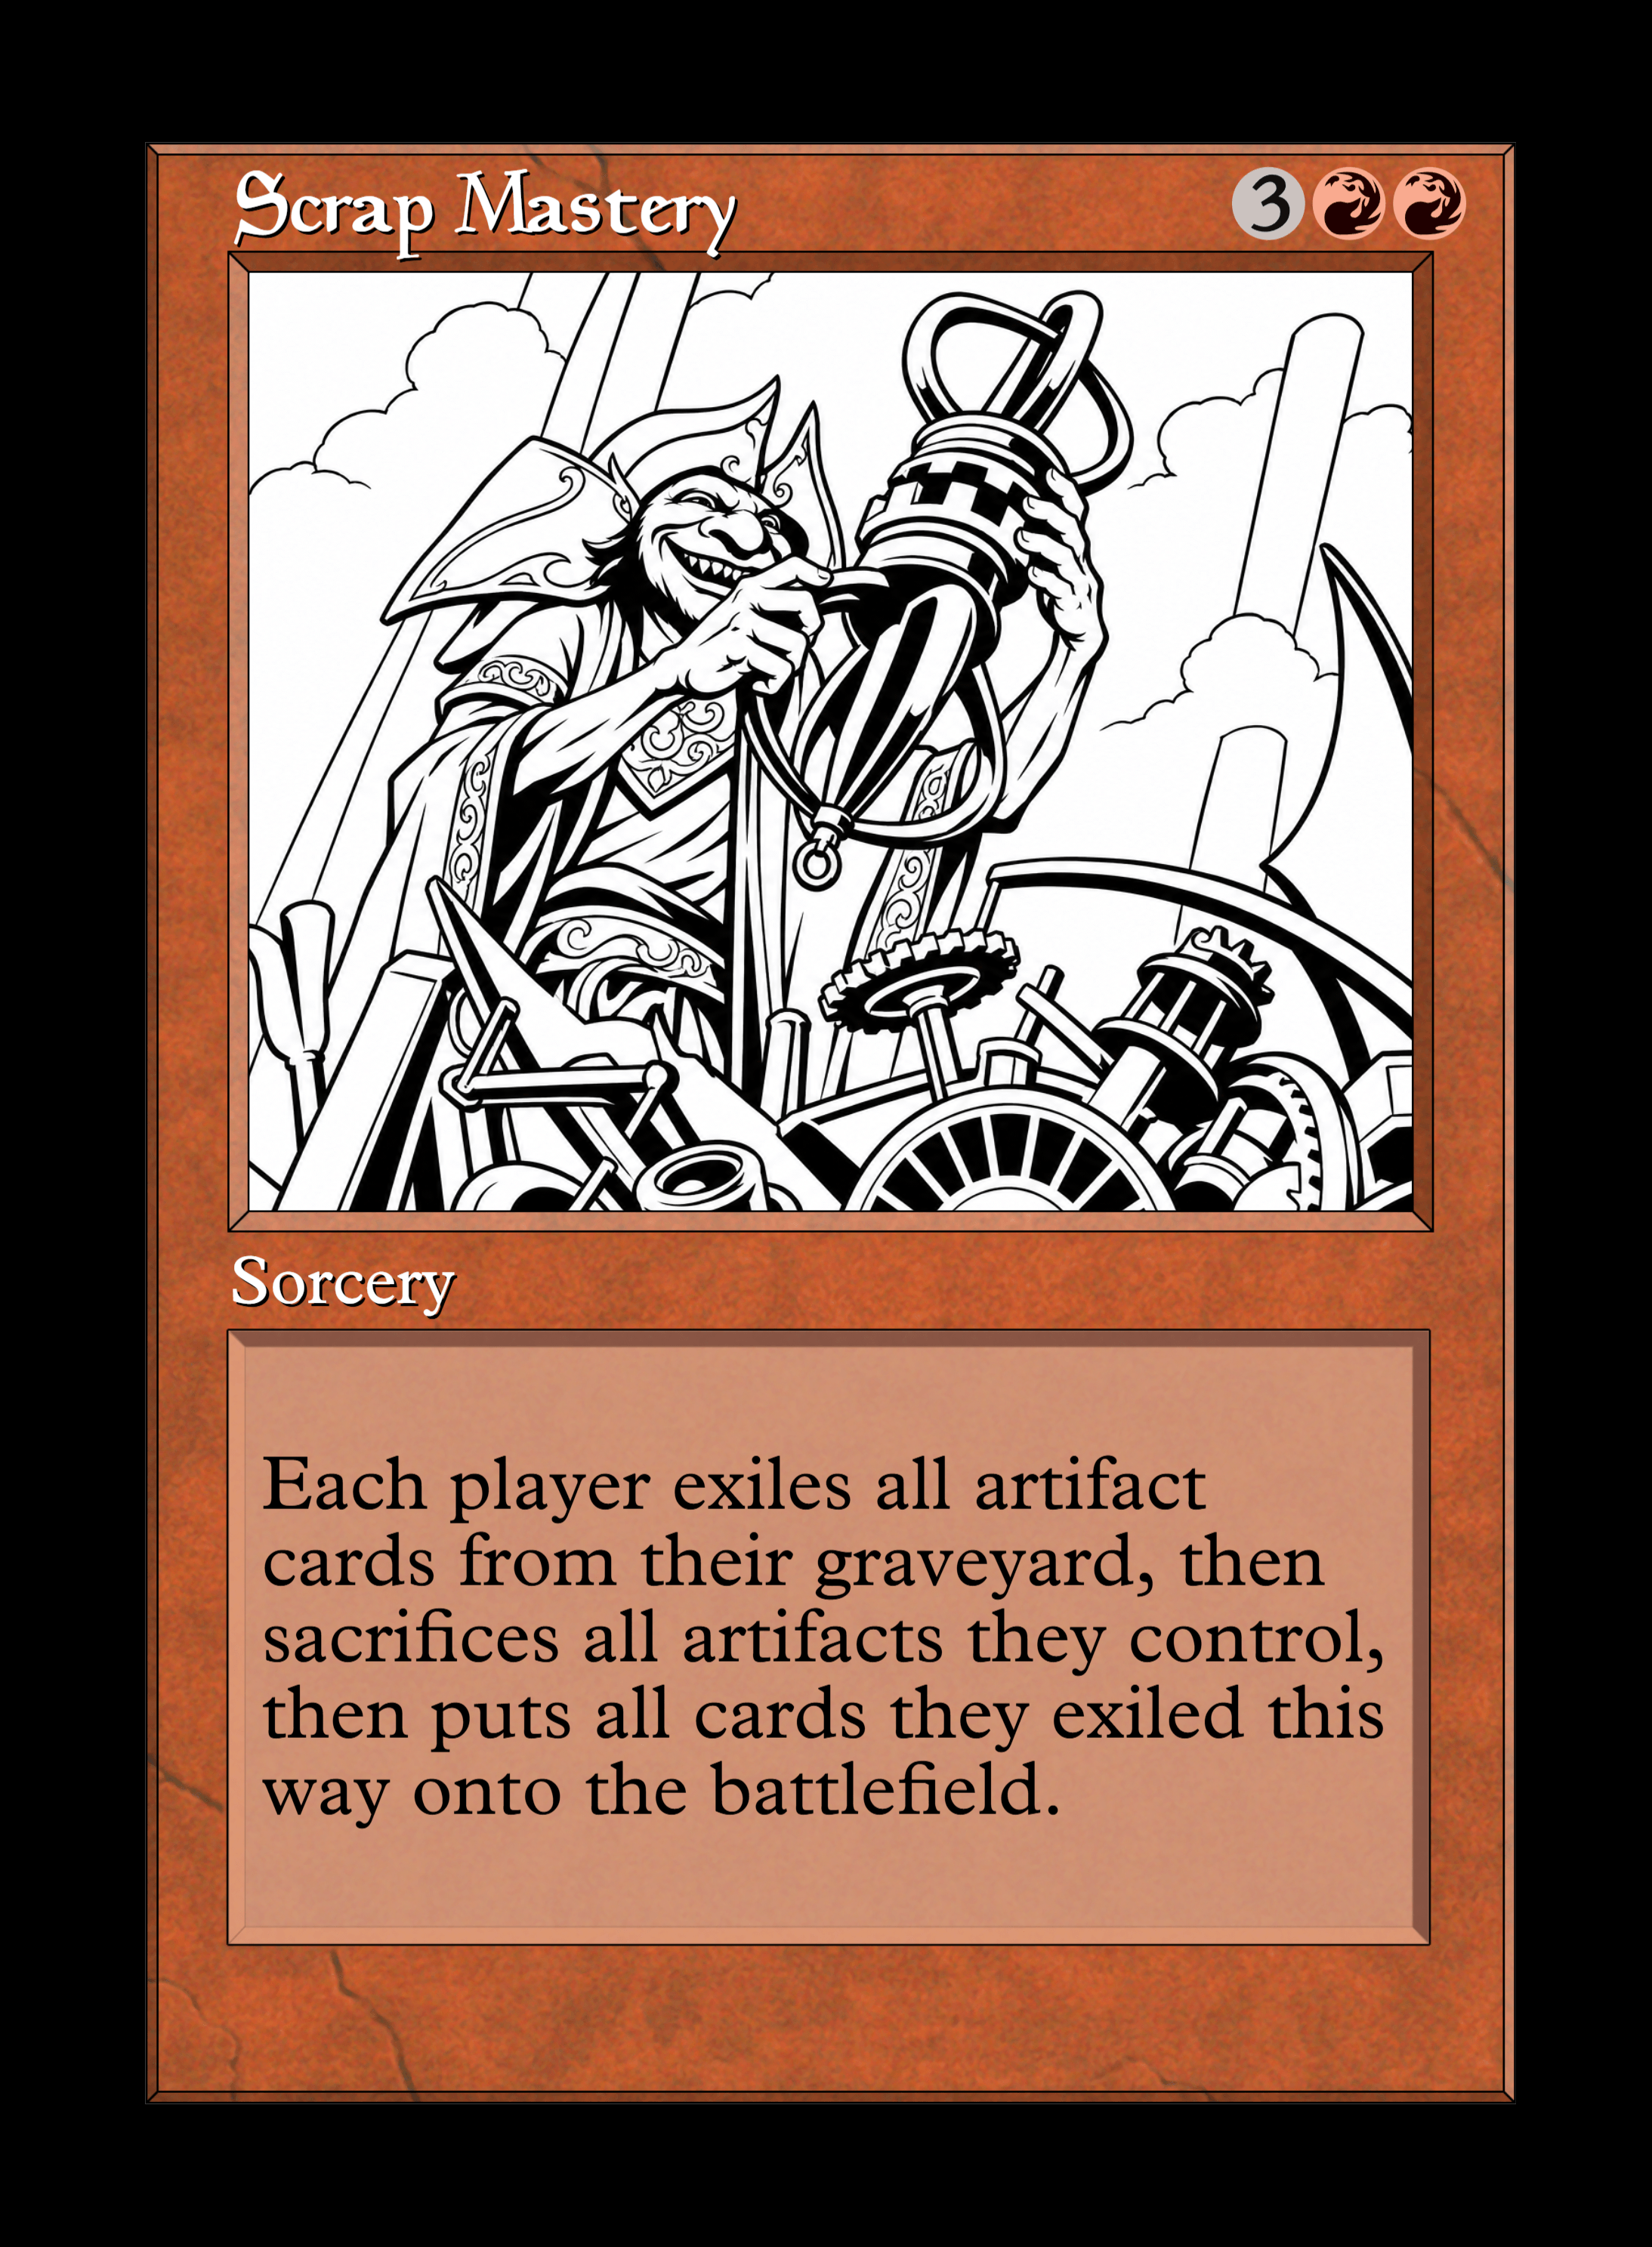 Scrap Mastery 3
Sorcery
Each player exiles all artifact
cards from their graveyard, then
sacrifices all artifacts they control,
then puts all cards they exiled this
way onto the battlefield.